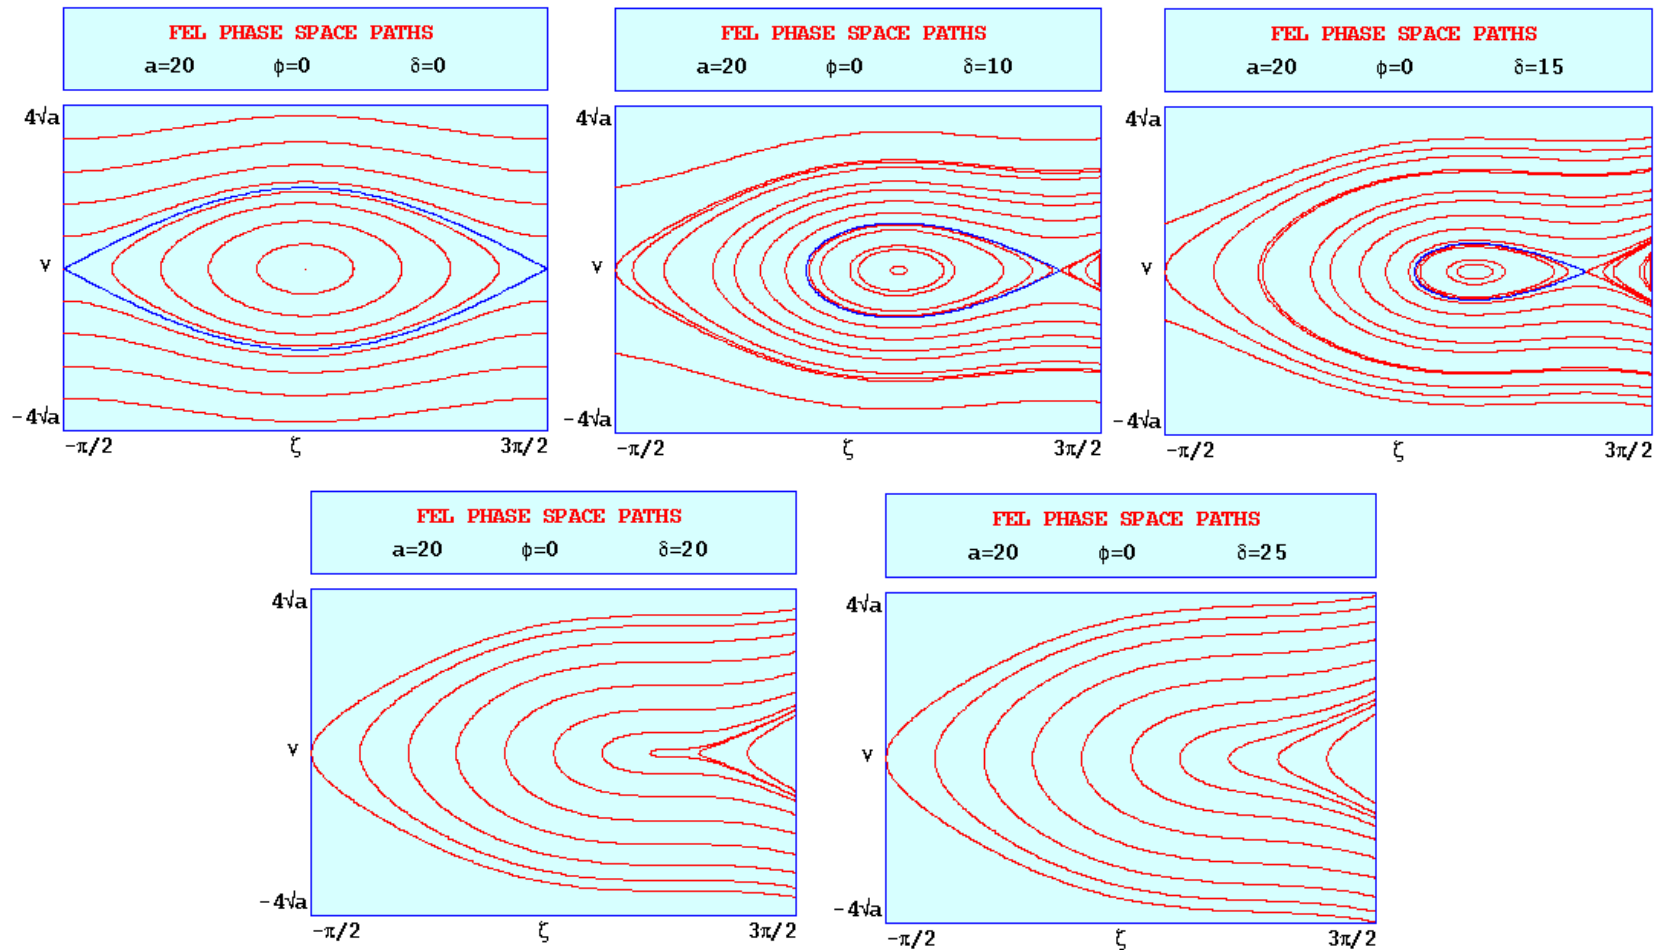 FEL PHASE SPACE PATHS
a=20 ϕ=0 δ=0
4√a
ν
-4√a
-π/2 ζ 3π/2
FEL PHASE SPACE PATHS
a=20 ϕ=0 δ=10
4√a
ν
-4√a
-π/2 ζ 3π/2
FEL PHASE SPACE PATHS
a=20 ϕ=0 δ=15
4√a
ν
-4√a
-π/2 ζ 3π/2
FEL PHASE SPACE PATHS
a=20 ϕ=0 δ=20
4√a
ν
-4√a
-π/2 ζ 3π/2
FEL PHASE SPACE PATHS
a=20 ϕ=0 δ=25
4√a
ν
-4√a
-π/2 ζ 3π/2